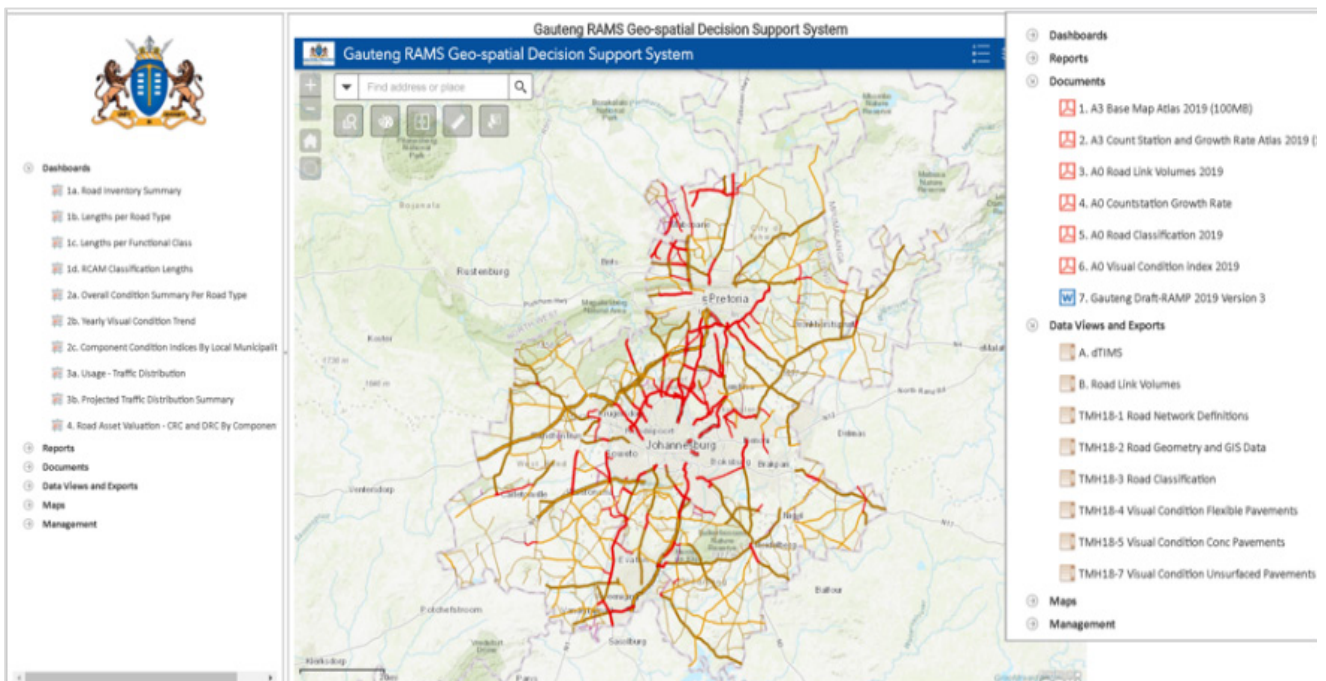 Dashboards
1a. Road Inventory Summary
1b. Lengths per Road Type
1c. Lengths per Functional Class
1d. RCAM Classification Lengths
2a. Overall Condition Summary Per Road Type
2b. Yearly Visual Condition Trend
2c. Component Condition Indices By Local Municipalit
3a. Usage - Traffic Distribution
3b. Projected Traffic Distribution Summary
4. Road Asset Valuation - CRC and DRC By Componen
Reports
Documents
Data Views and Exports
Maps
Management
Gauteng RAMS Geo-spatial Decision Support System
Gauteng RAMS Geo-spatial Decision Support System
Find address or place
Rustenburg
Pretoria
MPUMALANGA
Koster
Johannesburg
Soweto
Boksburg
Brakpan
Delmas
Ventersdorp
Carletonville
Nigel
Heidelberg
Balfour
Potchefstroom
Sasolburg
Klerksdorp
Parys
Dashboards
Reports
Documents
1. A3 Base Map Atlas 2019 (100MB)
2. A3 Count Station and Growth Rate Atlas 2019 (
3. A0 Road Link Volumes 2019
4. A0 Countstation Growth Rate
5. A0 Road Classification 2019
6. A0 Visual Condition index 2019
7. Gauteng Draft-RAMP 2019 Version 3
Data Views and Exports
A. dTIMS
B. Road Link Volumes
TMH18-1 Road Network Definitions
TMH18-2 Road Geometry and GIS Data
TMH18-3 Road Classification
TMH18-4 Visual Condition Flexible Pavements
TMH18-5 Visual Condition Conc Pavements
TMH18-7 Visual Condition Unsurfaced Pavements
Maps
Management